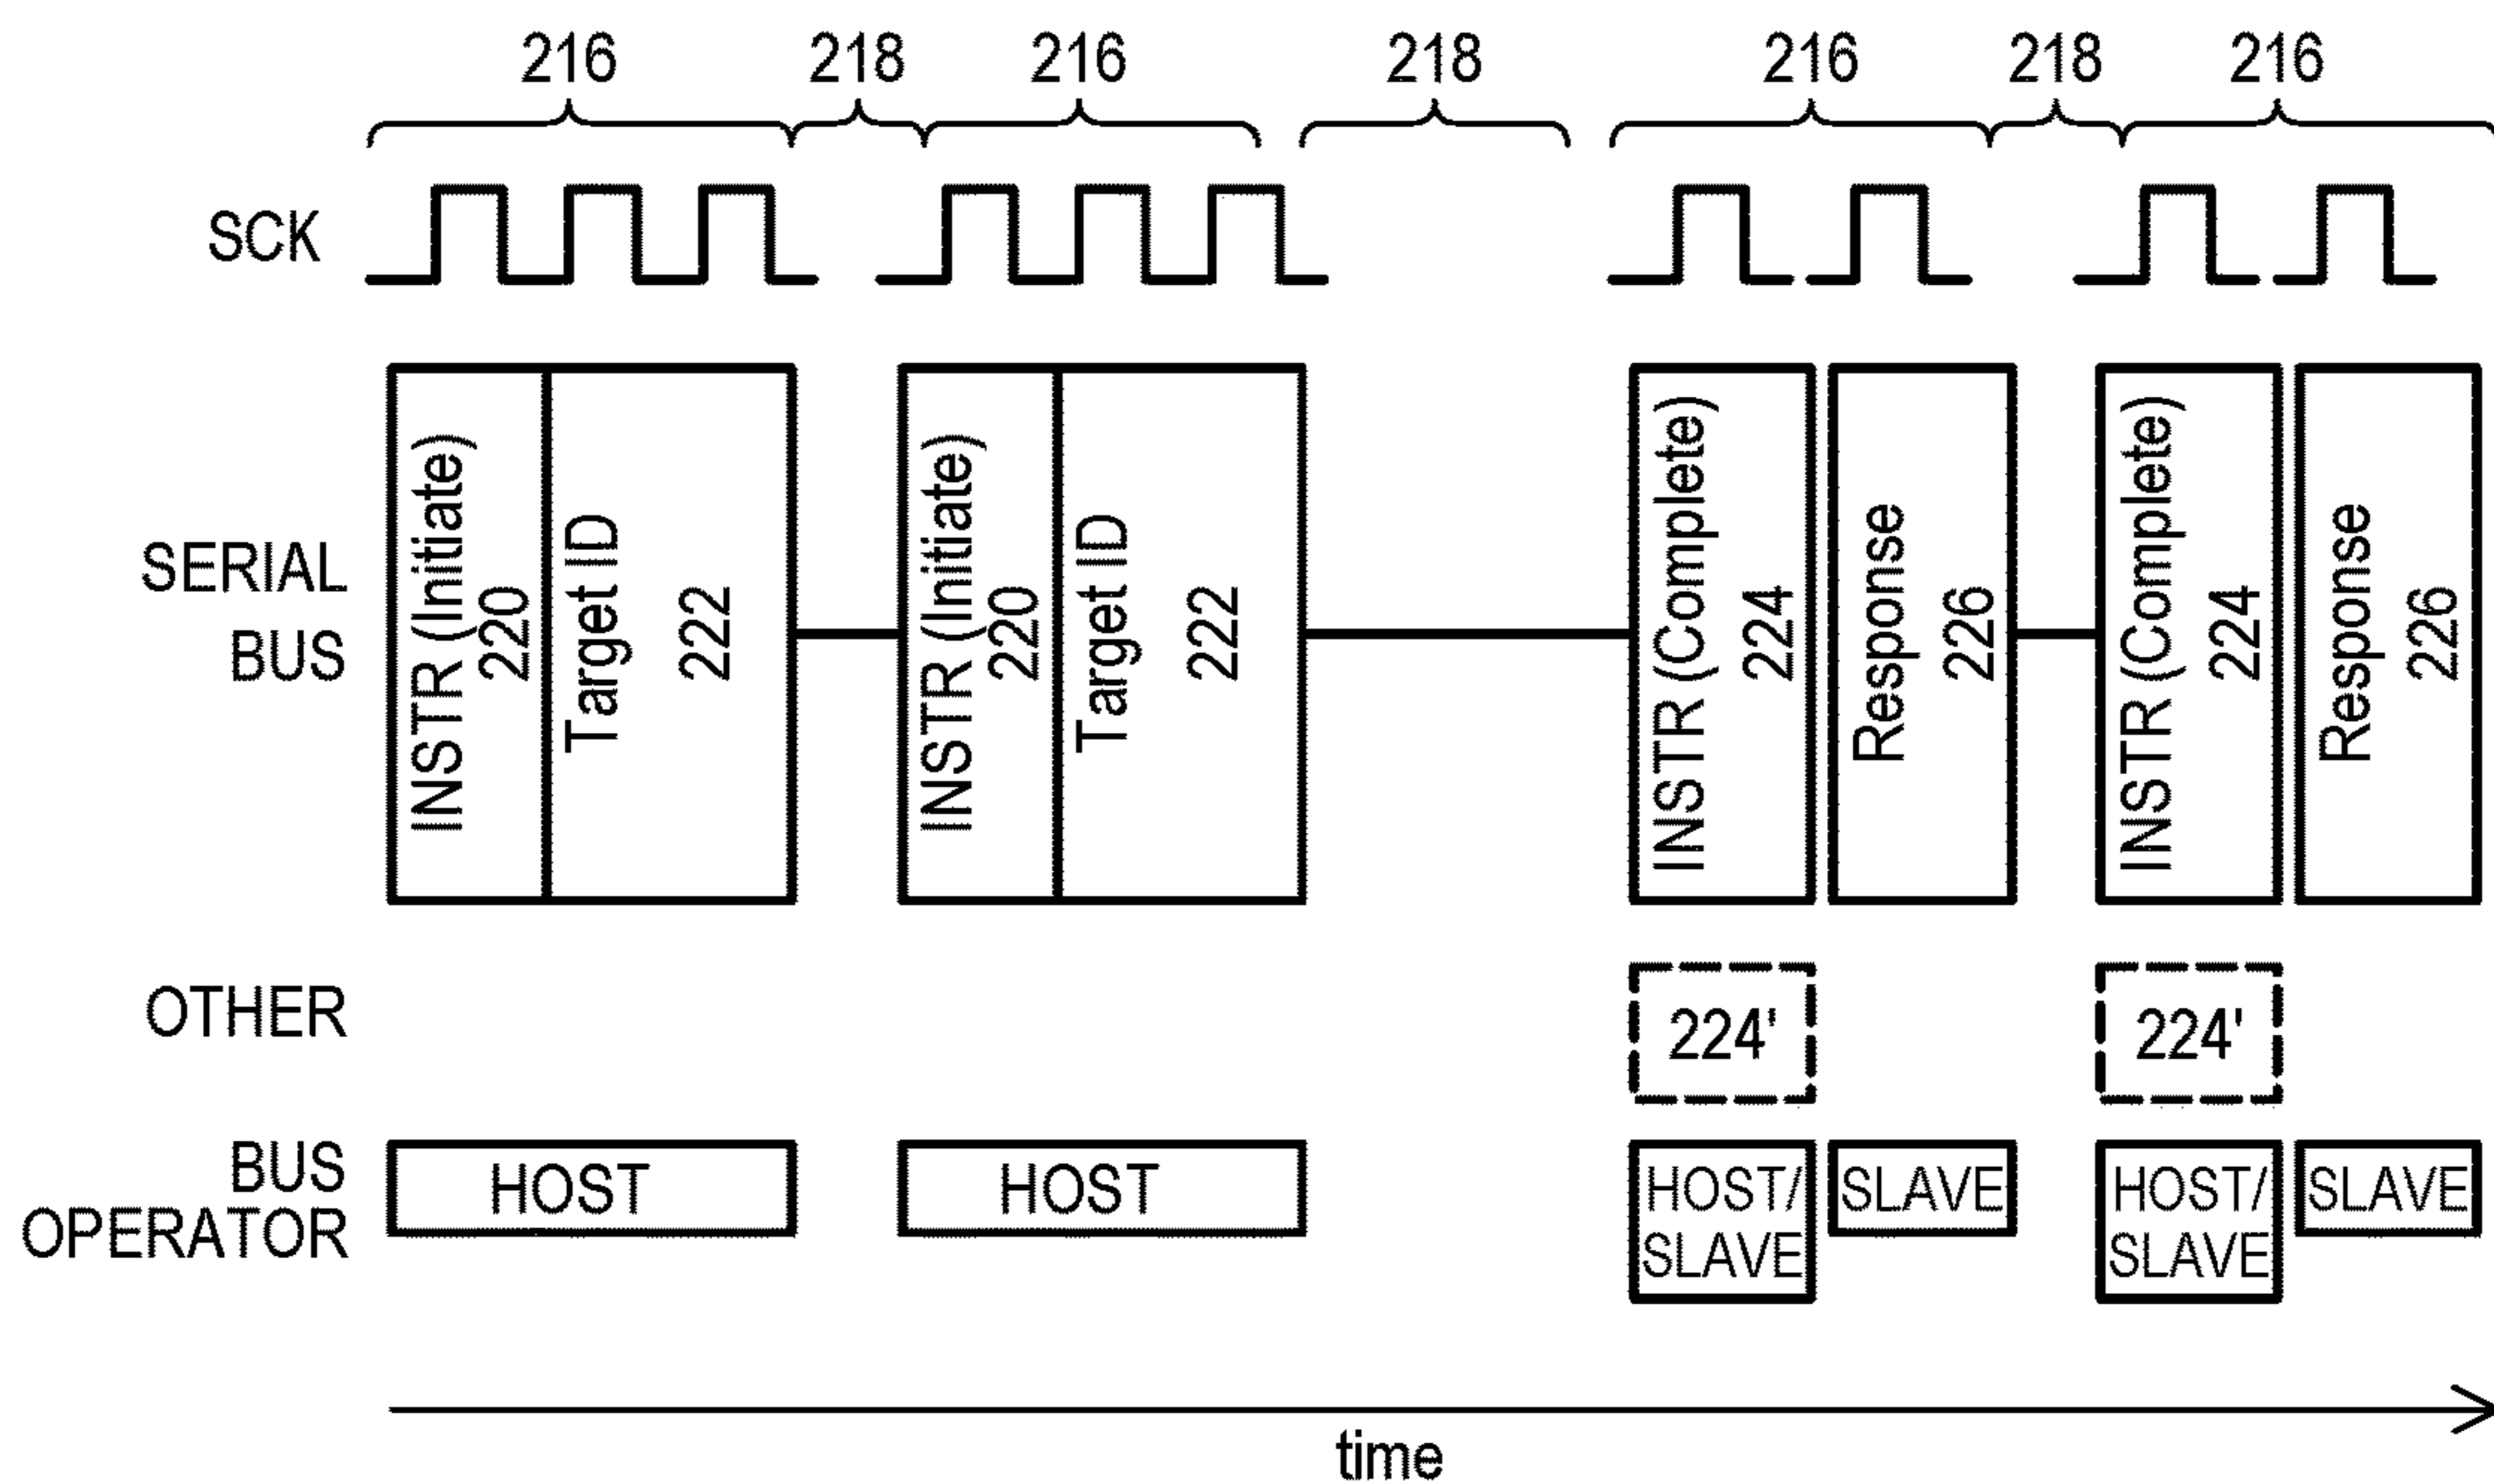 216 218 216 218 216 218 216
SCK
SERIAL
BUS
INSTR (Initiate)
220
Target ID
222
INSTR (Initiate)
220
Target ID
222
INSTR (Complete)
224
Response
226
INSTR (Complete)
224
Response
226
OTHER
224'
224'
BUS
OPERATOR
HOST
HOST
HOST/
SLAVE
SLAVE
HOST/
SLAVE
SLAVE
time